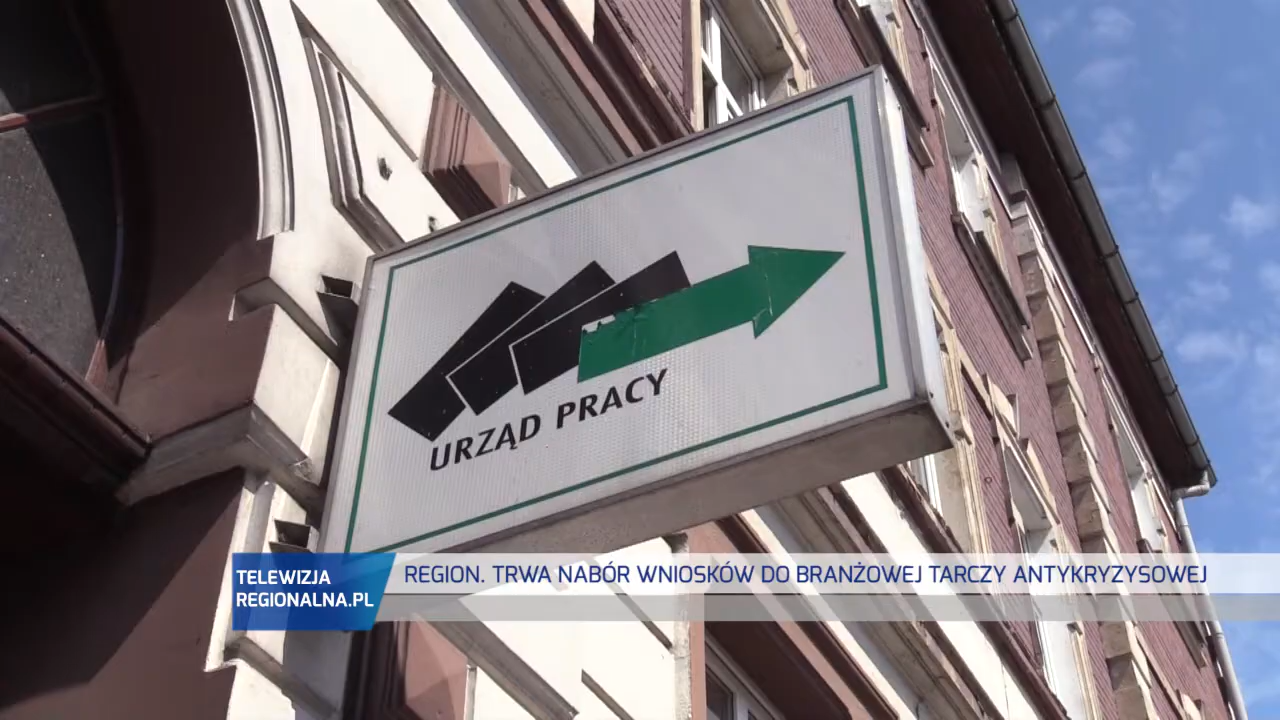 URZĄD PRACY
TELEWIZJA
REGIONALNA.PL
REGION. TRWA NABÓR WNIOSKÓW DO BRANŻOWEJ TARCZY ANTYKRYZYSOWEJ